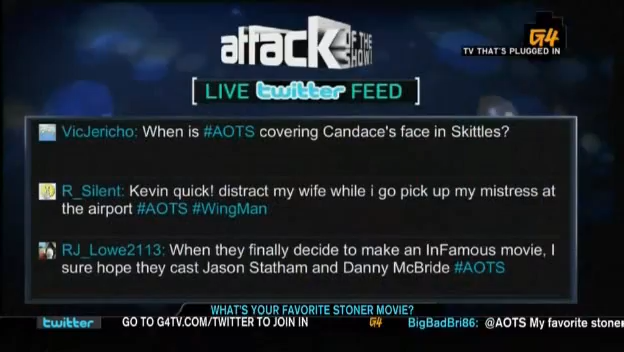 attack OF THE SHOW!
G4
TV THAT'S PLUGGED IN
[ LIVE twitter FEED ]
VicJericho: When is #AOTS covering Candace's face in Skittles?
R_Silent: Kevin quick! distract my wife while i go pick up my mistress at
the airport #AOTS #WingMan
RJ_Lowe2113: When they finally decide to make an InFamous movie, I
sure hope they cast Jason Statham and Danny McBride #AOTS
WHAT'S YOUR FAVORITE STONER MOVIE?
twitter GO TO G4TV.COM/TWITTER TO JOIN IN G4 BigBadBri86: @AOTS My favorite stoner